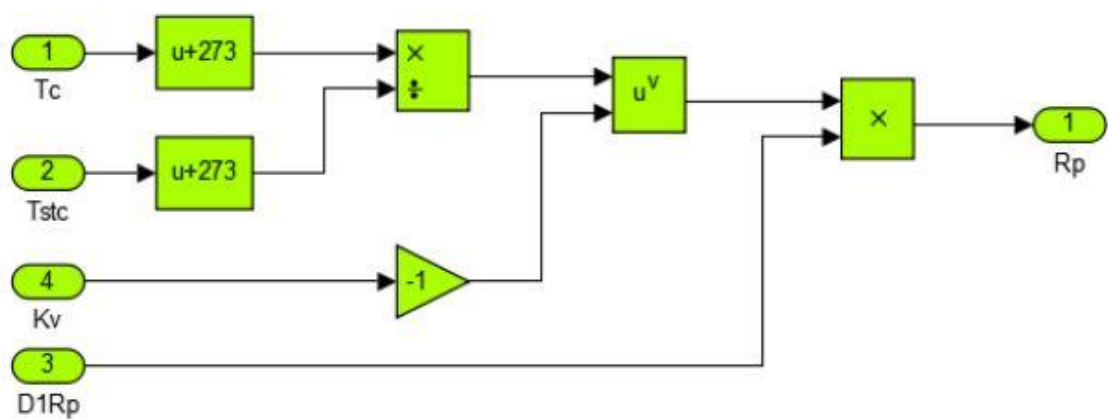 1
Tc
u+273
×
÷
u^v
×
1
Rp
2
Tstc
u+273
4
Kv
-1
3
D1Rp